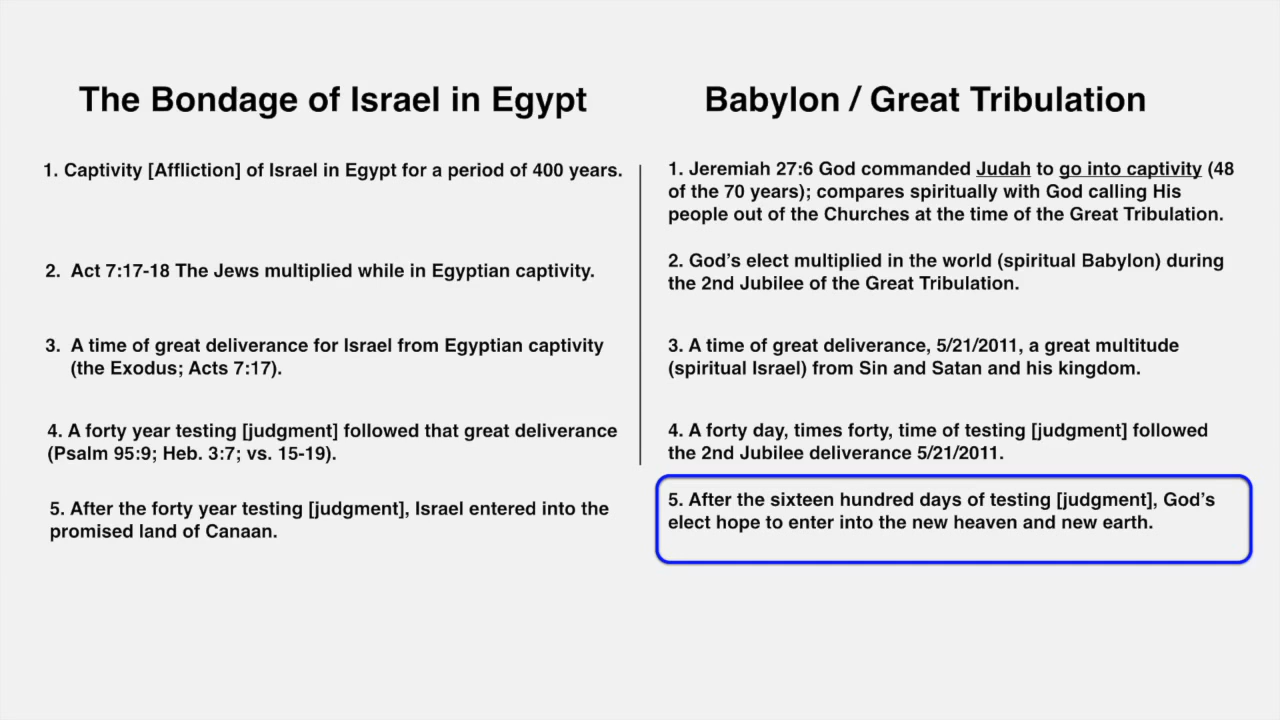 The Bondage of Israel in Egypt
1. Captivity [Affliction] of Israel in Egypt for a period of 400 years.
2. Act 7:17-18 The Jews multiplied while in Egyptian captivity.
3. A time of great deliverance for Israel from Egyptian captivity
(the Exodus; Acts 7:17).
4. A forty year testing [judgment] followed that great deliverance
(Psalm 95:9; Heb. 3:7; vs. 15-19).
5. After the forty year testing [judgment], Israel entered into the
promised land of Canaan.
Babylon / Great Tribulation
1. Jeremiah 27:6 God commanded Judah to go into captivity (48
of the 70 years); compares spiritually with God calling His
people out of the Churches at the time of the Great Tribulation.
2. God’s elect multiplied in the world (spiritual Babylon) during
the 2nd Jubilee of the Great Tribulation.
3. A time of great deliverance, 5/21/2011, a great multitude
(spiritual Israel) from Sin and Satan and his kingdom.
4. A forty day, times forty, time of testing [judgment] followed
the 2nd Jubilee deliverance 5/21/2011.
5. After the sixteen hundred days of testing [judgment], God’s
elect hope to enter into the new heaven and new earth.